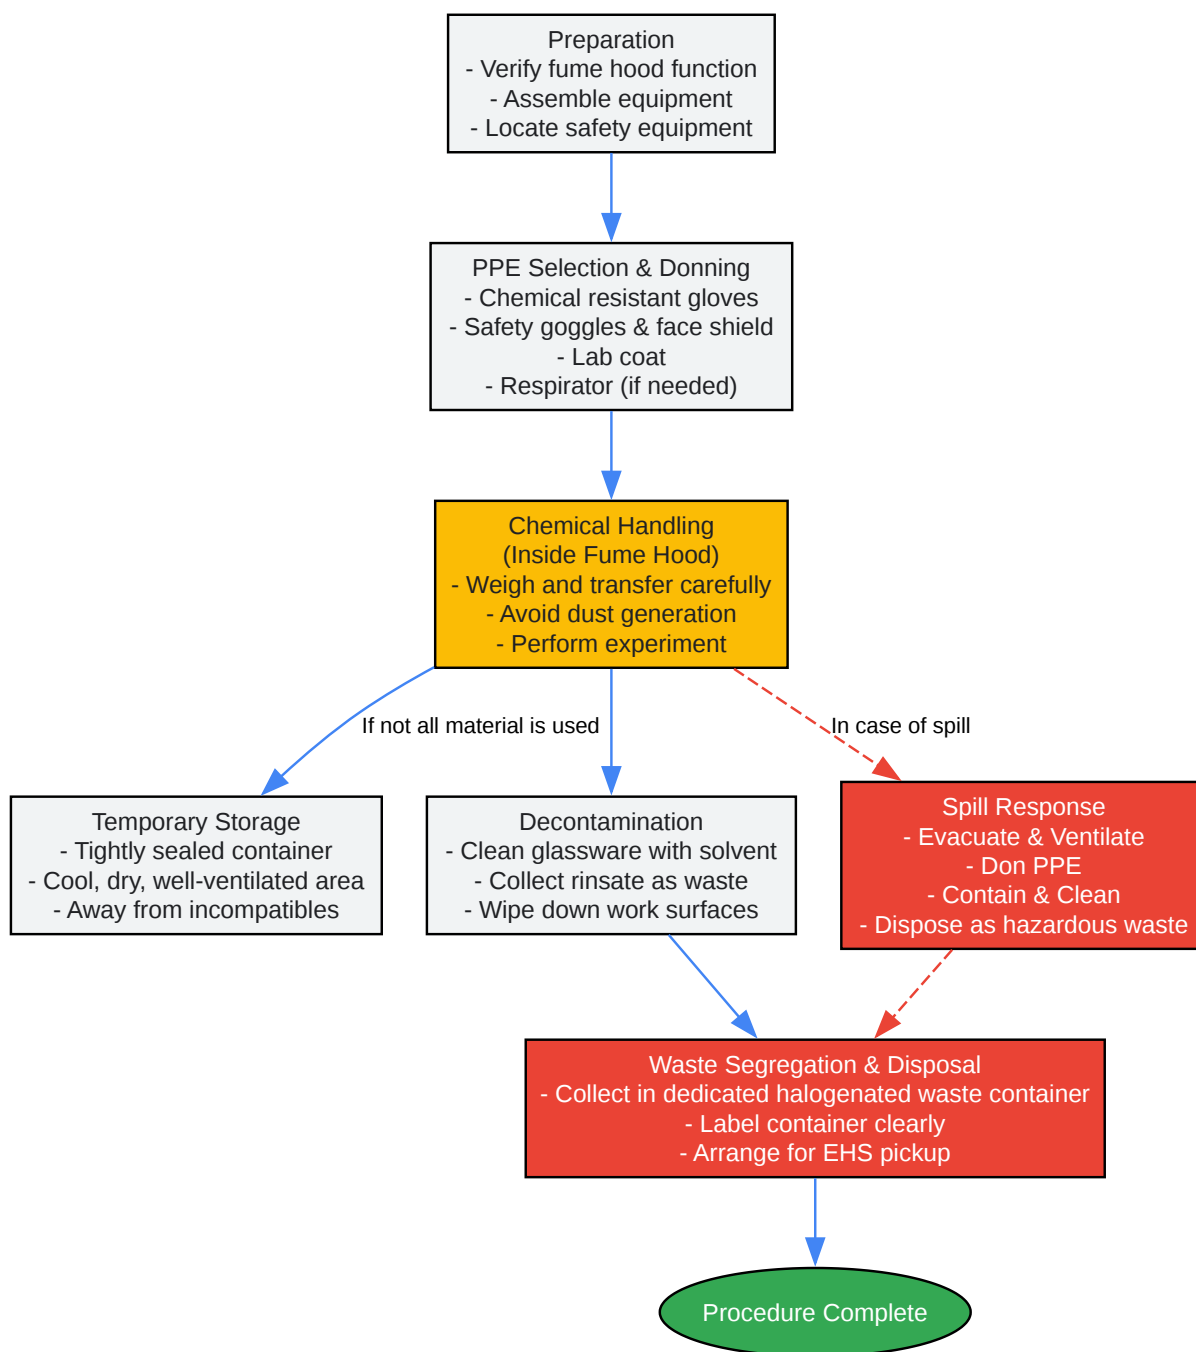 Preparation
- Verify fume hood function
- Assemble equipment
- Locate safety equipment
PPE Selection & Donning
- Chemical resistant gloves
- Safety goggles & face shield
- Lab coat
- Respirator (if needed)
Chemical Handling
(Inside Fume Hood)
- Weigh and transfer carefully
- Avoid dust generation
- Perform experiment
If not all material is used
In case of spill
Temporary Storage
- Tightly sealed container
- Cool, dry, well-ventilated area
- Away from incompatibles
Decontamination
- Clean glassware with solvent
- Collect rinsate as waste
- Wipe down work surfaces
Spill Response
- Evacuate & Ventilate
- Don PPE
- Contain & Clean
- Dispose as hazardous waste
Waste Segregation & Disposal
- Collect in dedicated halogenated waste container
- Label container clearly
- Arrange for EHS pickup
Procedure Complete